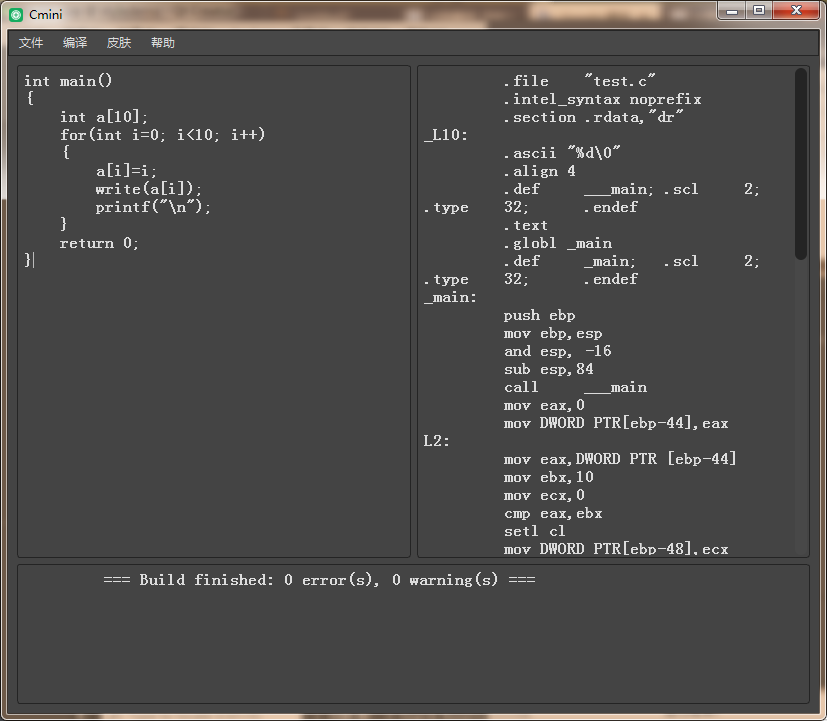 Cmini
文件 编译 皮肤 帮助
int main()
{
    int a[10];
    for(int i=0; i<10; i++)
    {
        a[i]=i;
        write(a[i]);
        printf("\n");
    }
    return 0;
}
.file    "test.c"
.intel_syntax noprefix
.section .rdata,"dr"
_L10:
.ascii "%d\0"
.align 4
.def     ___main; .scl     2;
.type    32;      .endef
.text
.globl _main
.def     _main;   .scl     2;
.type    32;      .endef
_main:
push ebp
mov ebp,esp
and esp, -16
sub esp,84
call     ___main
mov eax,0
mov DWORD PTR[ebp-44],eax
L2:
mov eax,DWORD PTR [ebp-44]
mov ebx,10
mov ecx,0
cmp eax,ebx
setl cl
mov DWORD PTR[ebp-48],ecx
=== Build finished: 0 error(s), 0 warning(s) ===